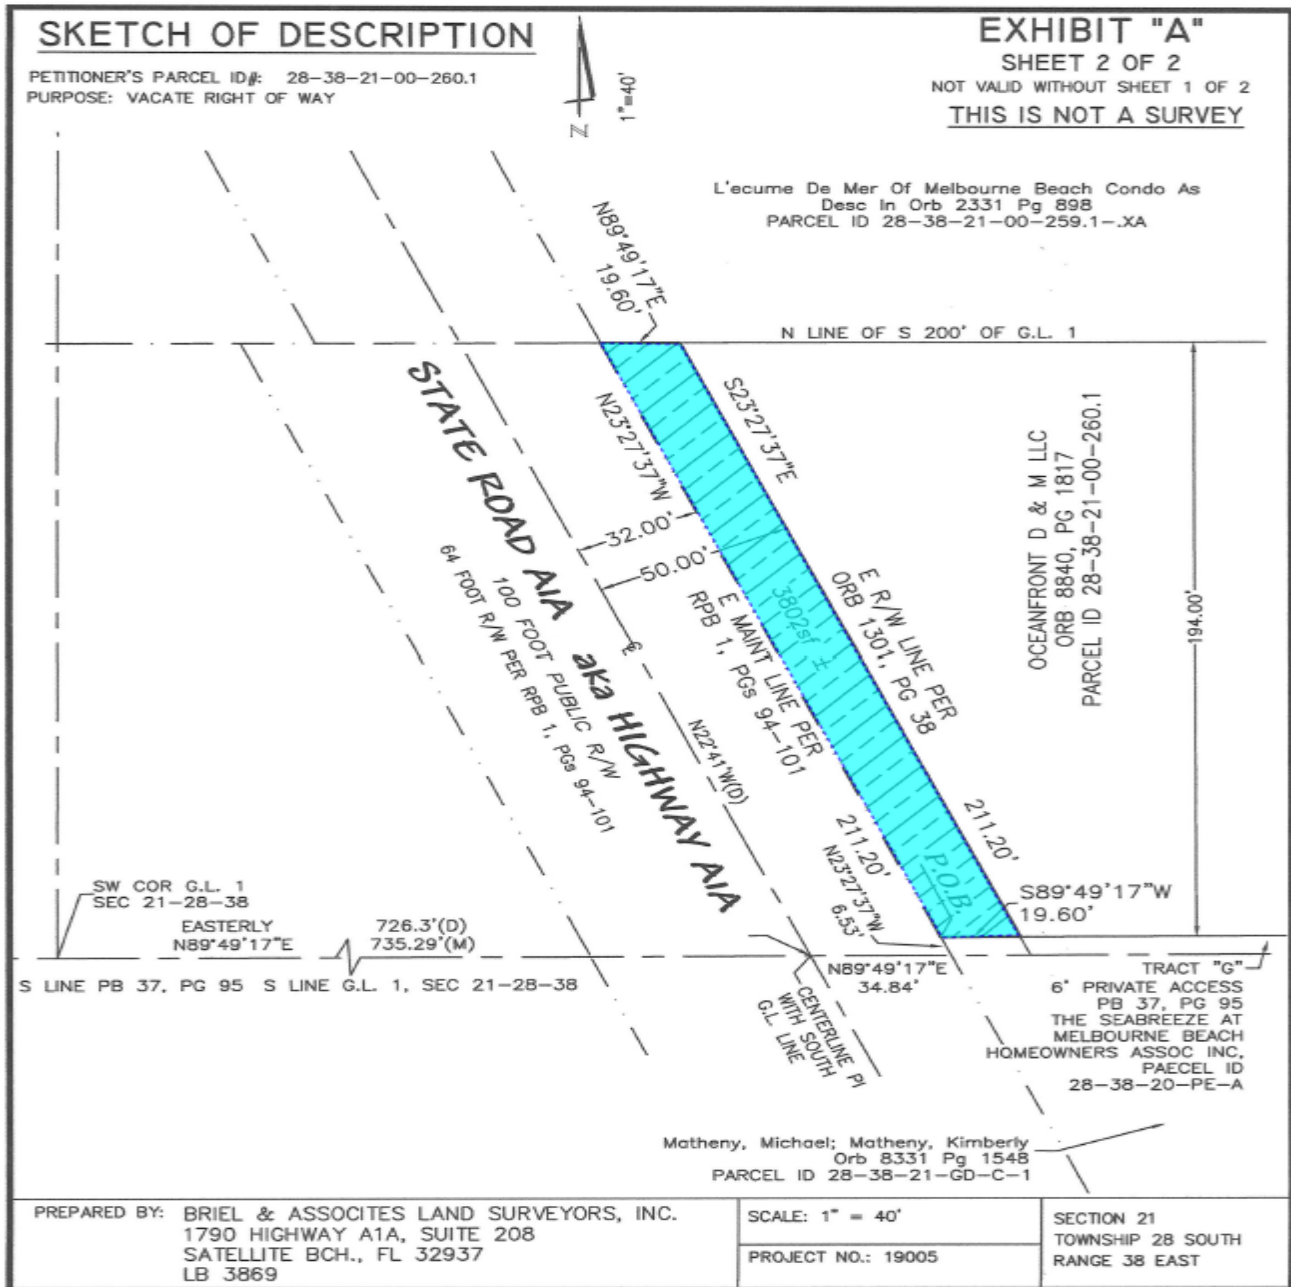 SKETCH OF DESCRIPTION
PETITIONER'S PARCEL ID#: 28-38-21-00-260.1
PURPOSE: VACATE RIGHT OF WAY
Z
1"=40'
EXHIBIT "A"
SHEET 2 OF 2
NOT VALID WITHOUT SHEET 1 OF 2
THIS IS NOT A SURVEY
L'ecume De Mer Of Melbourne Beach Condo As
Desc In Orb 2331 Pg 898
PARCEL ID 28-38-21-00-259.1-.XA
N89°49'17"E
19.60'
N LINE OF S 200' OF G.L. 1
S23°27'37"E
N23°27'37"W
STATE ROAD A1A aka HIGHWAY A1A
100 FOOT PUBLIC R/W
64 FOOT R/W PER RPB 1, PGs 94-101
32.00'
50.00'
3802sf ±
E MAINT LINE PER
RPB 1, PGs 94-101
E R/W LINE PER
ORB 1301, PG 38
OCEANFRONT D & M LLC
ORB 8840, PG 1817
PARCEL ID 28-38-21-00-260.1
194.00'
N22°41'W(D)
211.20'
211.20'
N23°27'37"W
6.53'
P.O.B.
S89°49'17"W
19.60'
SW COR G.L. 1
SEC 21-28-38
EASTERLY
N89°49'17"E
726.3'(D)
735.29'(M)
S LINE PB 37, PG 95 S LINE G.L. 1, SEC 21-28-38
N89°49'17"E
34.84'
CENTERLINE PI
WITH SOUTH
G.L. LINE
TRACT "G"
6' PRIVATE ACCESS
PB 37, PG 95
THE SEABREEZE AT
MELBOURNE BEACH
HOMEOWNERS ASSOC INC,
PAECEL ID
28-38-20-PE-A
Matheny, Michael; Matheny, Kimberly
Orb 8331 Pg 1548
PARCEL ID 28-38-21-GD-C-1
PREPARED BY: BRIEL & ASSOCITES LAND SURVEYORS, INC.
1790 HIGHWAY A1A, SUITE 208
SATELLITE BCH., FL 32937
LB 3869
SCALE: 1" = 40'
PROJECT NO.: 19005
SECTION 21
TOWNSHIP 28 SOUTH
RANGE 38 EAST